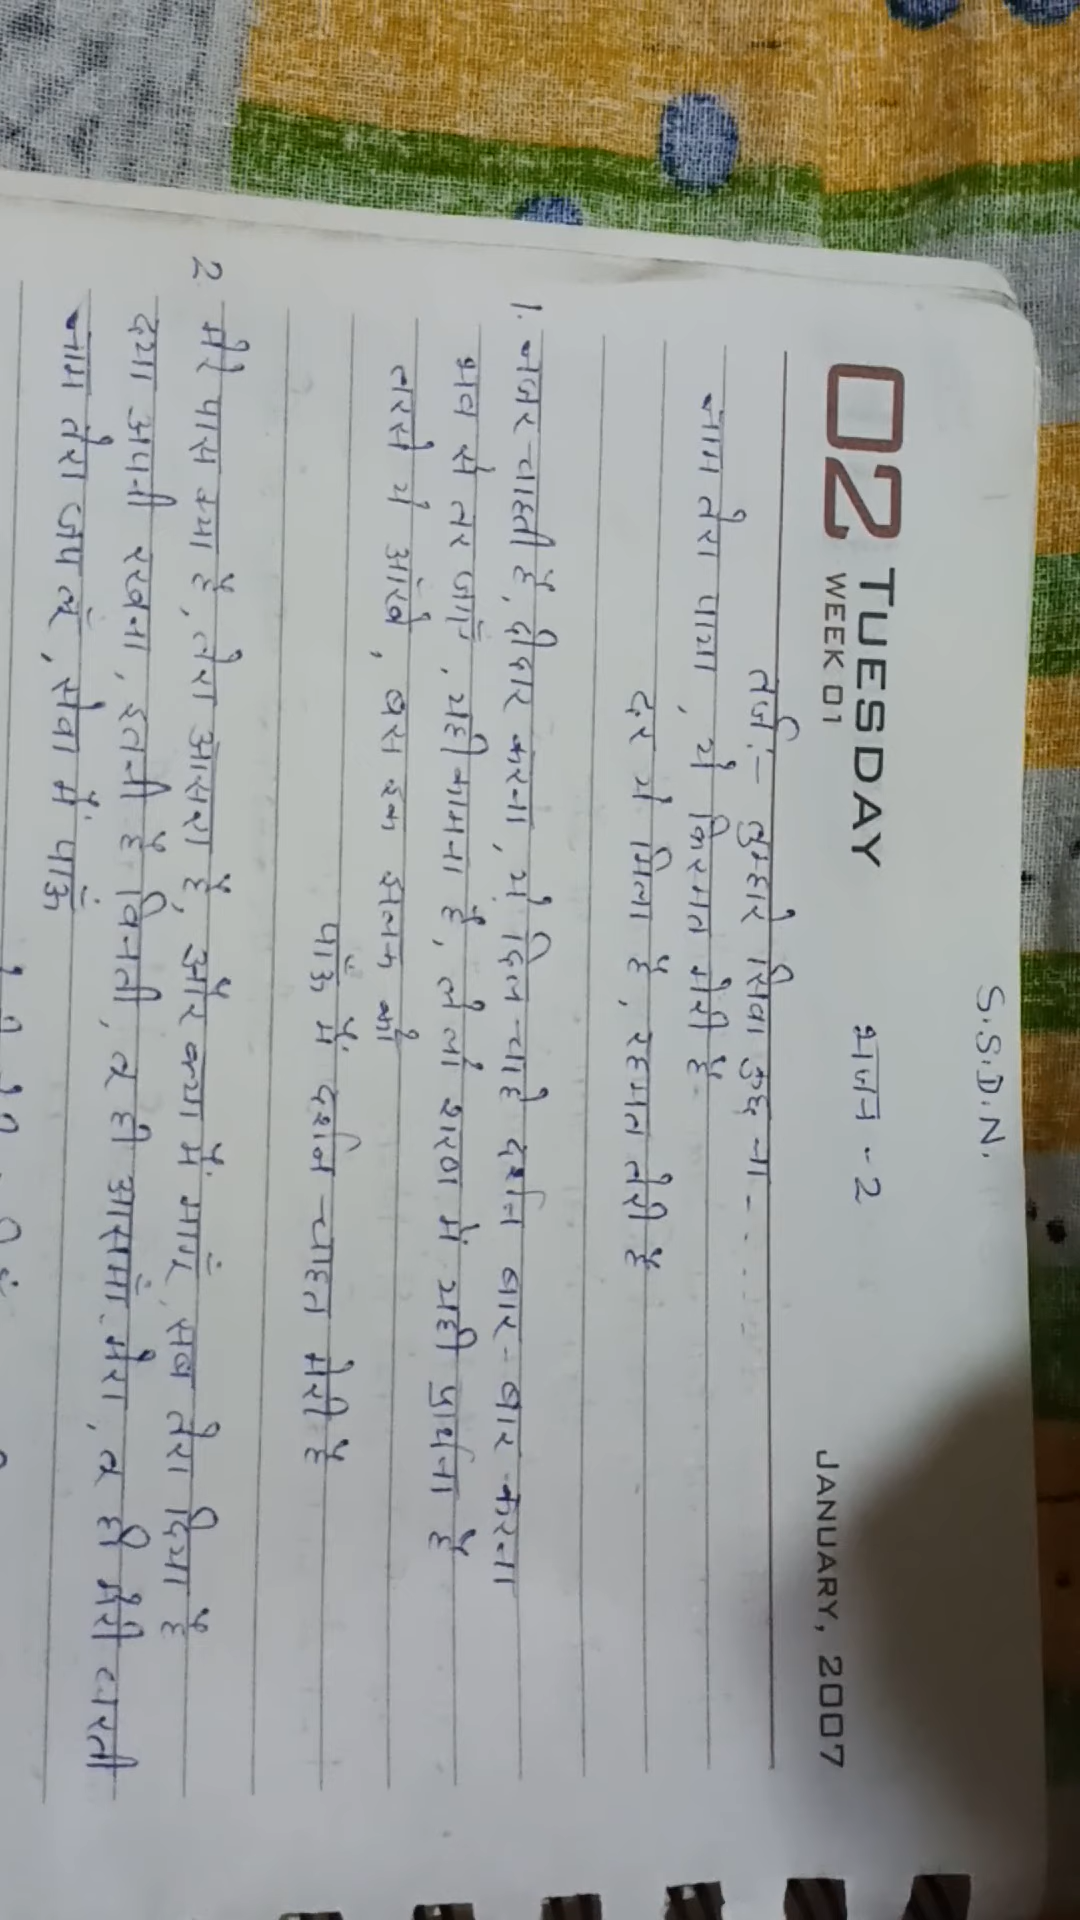 S.S.D.N.
02 TUESDAY भजन - 2 JANUARY, 2007
WEEK 01
तर्ज :- तुम्हारे सिवा कुछ ना - - - -
नाम तेरा पाया, ये किस्मत मेरी है
दर ये मिला है, रहमत तेरी है
1. नजर चाहती है, दीदार करना, ये दिल चाहे दर्शन बार - बार करना
भव से तर जाऐं, यही कामना है, ले लो शरण में यही प्रार्थना है
तरसे ये आंखे, बस इक झलक को
पाँऊ मैं दर्शन चाहत मेरी है
2. मेरे पास क्या है, तेरा आसरा है, और क्या मैं मांगू, सब तेरा दिया है
दया अपनी रखना, इतनी है विनती, तू ही आसमां मेरा, तू ही मेरी धरती
नाम तेरा जप लूं, सेवा मैं पांऊ